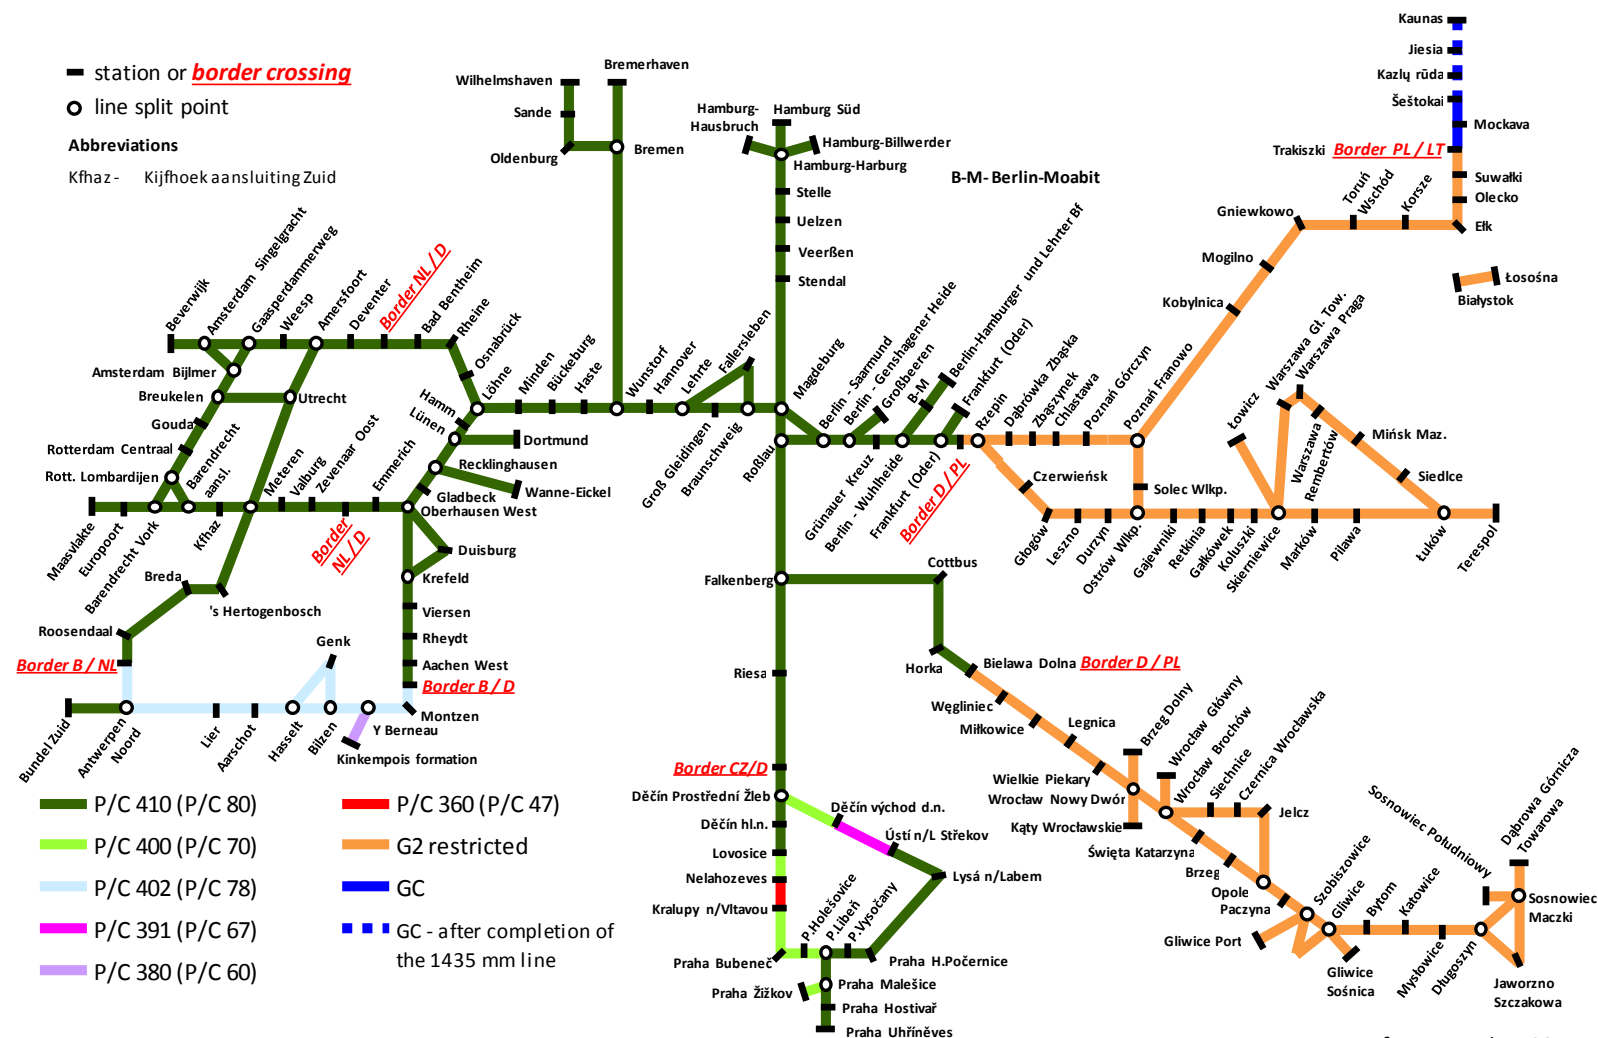 station or border crossing
line split point
Abbreviations
Kfhaz - Kijfhoek aansluiting Zuid
Wilhelmshaven
Bremerhaven
Sande
Oldenburg
Bremen
Hamburg-
Hausbruch
Hamburg Süd
Hamburg-Billwerder
Hamburg-Harburg
Stelle
Uelzen
Veerßen
Stendal
B-M- Berlin-Moabit
Kaunas
Jiesia
Kazlų rūda
Šeštokai
Mockava
Trakiszki Border PL / LT
Suwałki
Olecko
Ełk
Korsze
Toruń
Wschód
Gniewkowo
Mogilno
Kobylnica
Łososna
Białystok
Beverwijk
Amsterdam Singelgracht
Gaasperdammerweg
Weesp
Amersfoort
Deventer
Border NL / D
Bad Bentheim
Rheine
Osnabrück
Löhne
Minden
Bückeburg
Haste
Wunstorf
Hannover
Lehrte
Fallersleben
Magdeburg
Berlin - Saarmund
Berlin - Genshagener Heide
Großbeeren
B-M
Berlin-Hamburger und Lehrter Bf
Frankfurt (Oder)
Rzepin
Dąbrówka Zbąska
Zbąszynek
Chlastawa
Poznań Górczyn
Poznań Franowo
Amsterdam Bijlmer
Breukelen
Utrecht
Gouda
Rotterdam Centraal
Rott. Lombardijen
Barendrecht
aansl.
Meteren
Valburg
Zevenaar Oost
Emmerich
Hamm
Lünen
Dortmund
Recklinghausen
Wanne-Eickel
Gladbeck
Oberhausen West
Groß Gleidingen
Braunschweig
Roßlau
Grünauer Kreuz
Berlin - Wuhlheide
Frankfurt (Oder)
Border D / PL
Czerwieńsk
Solec Wlkp.
Łowicz
Warszawa Gł. Tow.
Warszawa Praga
Warszawa
Rembertów
Mińsk Maz.
Siedlce
Maasvlakte
Europoort
Barendrecht Vork
Kfhaz
Border
NL / D
Duisburg
Krefeld
Viersen
Rheydt
Aachen West
Border B / D
Montzen
Głogów
Leszno
Durzyn
Ostrów Wlkp.
Gajewniki
Retkinia
Gałkówek
Koluszki
Skierniewice
Marków
Pilawa
Łuków
Terespol
Breda
's Hertogenbosch
Roosendaal
Border B / NL
Genk
Bundel Zuid
Antwerpen
Noord
Lier
Aarschot
Hasselt
Bilzen
Y Berneau
Kinkempois formation
Falkenberg
Cottbus
Horka
Bielawa Dolna Border D / PL
Riesa
Węgliniec
Miłkowice
Legnica
Wielkie Piekary
Wrocław Nowy Dwór
Kąty Wrocławskie
Brzeg Dolny
Wrocław Główny
Wrocław Brochów
Siechnice
Czernica Wrocławska
Jelcz
Święta Katarzyna
Brzeg
Opole
Paczyna
Szobiszowice
Gliwice
Gliwice Port
Gliwice
Sośnica
Bytom
Katowice
Mysłowice
Długoszyn
Sosnowiec Południowy
Dąbrowa Górnicza
Towarowa
Sosnowiec
Maczki
Jaworzno
Szczakowa
Border CZ/D
Děčín Prostřední Žleb
Děčín východ d.n.
Děčín hl.n.
Ústí n/L Střekov
Lovosice
Nelahozeves
Lysá n/Labem
Kralupy n/Vltavou
P.Holešovice
P.Libeň
P.Vysočany
Praha Bubeneč
Praha H.Počernice
Praha Malešice
Praha Žižkov
Praha Hostivař
Praha Uhříněves
P/C 410 (P/C 80)
P/C 400 (P/C 70)
P/C 402 (P/C 78)
P/C 391 (P/C 67)
P/C 380 (P/C 60)
P/C 360 (P/C 47)
G2 restricted
GC
GC - after completion of
the 1435 mm line